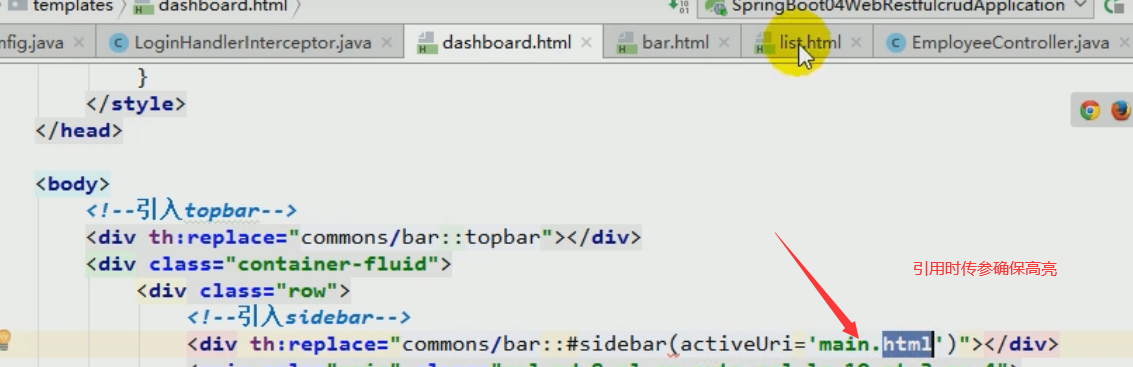 templates dashboard.html SpringBoot04WebRestfulcrudApplication
nfig.java LoginHandlerInterceptor.java dashboard.html bar.html list.html EmployeeController.java
}
</style>
</head>
<body>
<!--引入topbar-->
<div th:replace="commons/bar::topbar"></div>
<div class="container-fluid">
引用时传参确保高亮
<div class="row">
<!--引入sidebar-->
<div th:replace="commons/bar::#sidebar(activeUri='main.html')"></div>